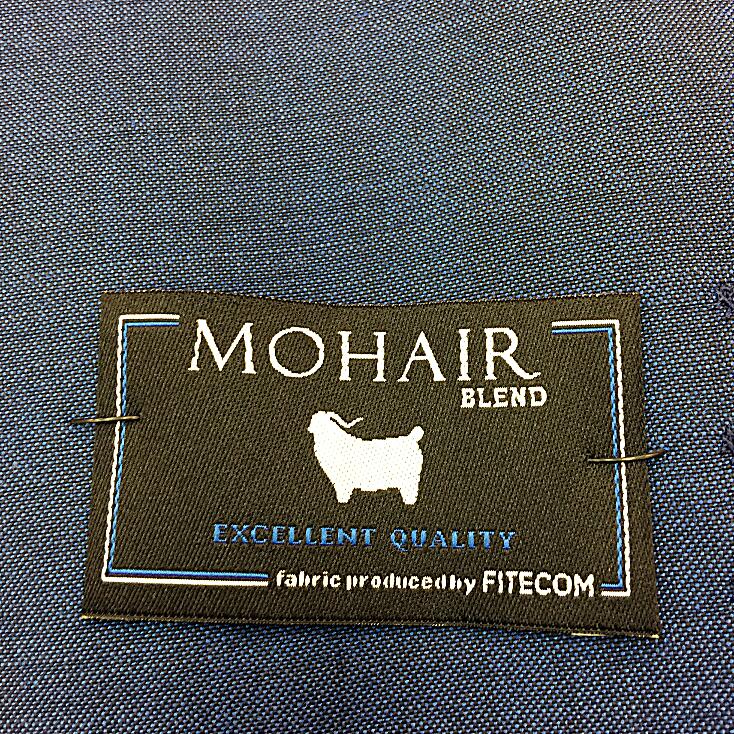 MOHAIR
BLEND
EXCELLENT QUALITY
fabric produced by FITECOM